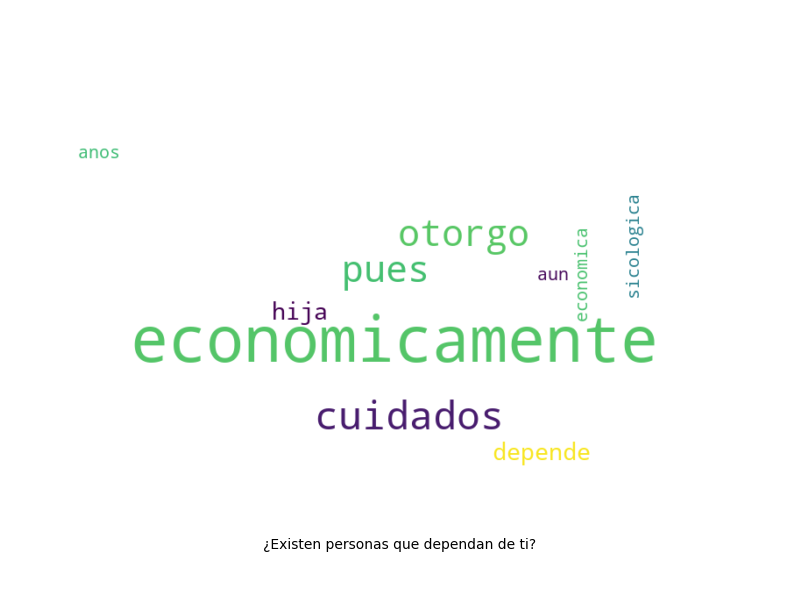 anos
sicologica
otorgo
economica
pues
aun
hija
economicamente
cuidados
depende
¿Existen personas que dependan de ti?